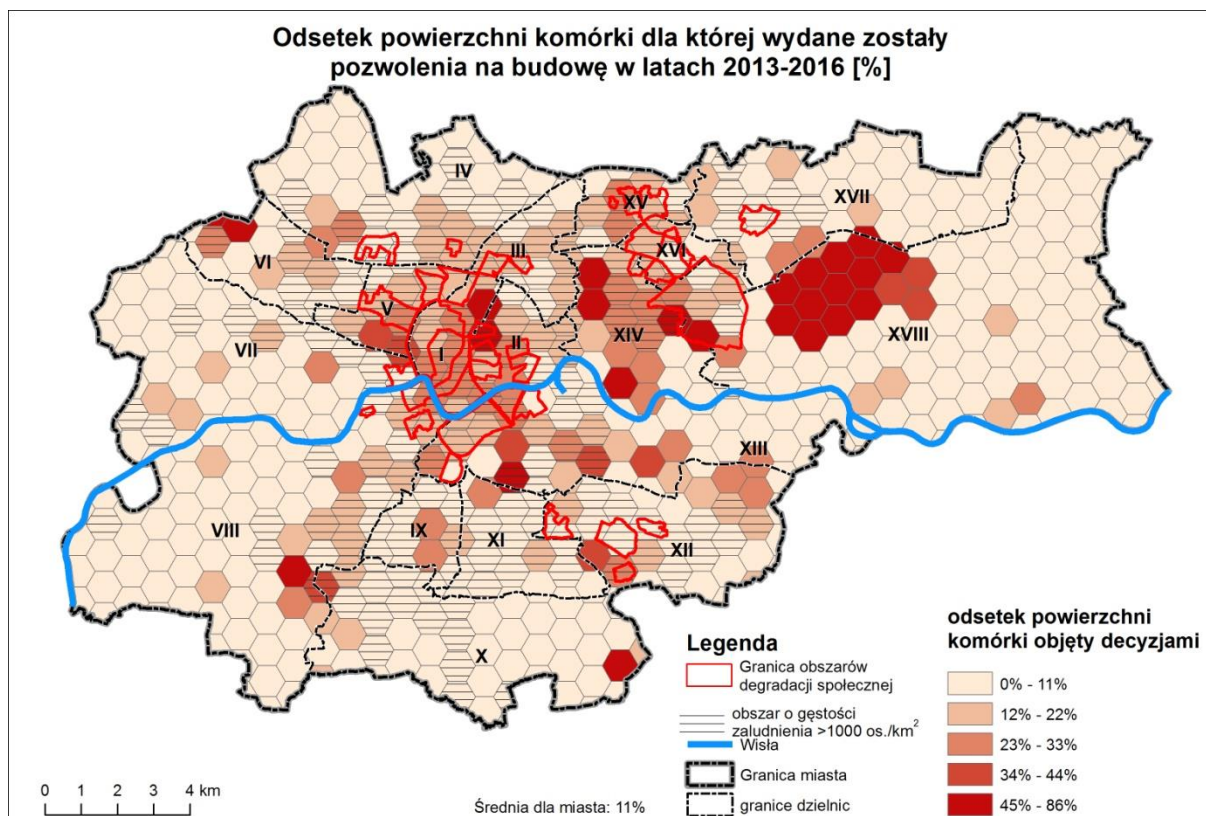 Odsetek powierzchni komórki dla której wydane zostały
pozwolenia na budowę w latach 2013-2016 [%]
IV
XV
XVII
III
XVI
VI
V
XIV
XVIII
VII
I
II
XIII
VIII
IX
XI
XII
X
Legenda
Granica obszarów
degradacji społecznej
obszar o gęstości
zaludnienia >1000 os./km²
Wisła
Granica miasta
granice dzielnic
odsetek powierzchni
komórki objęty decyzjami
0% - 11%
12% - 22%
23% - 33%
34% - 44%
45% - 86%
0 1 2 4 km
Średnia dla miasta: 11%